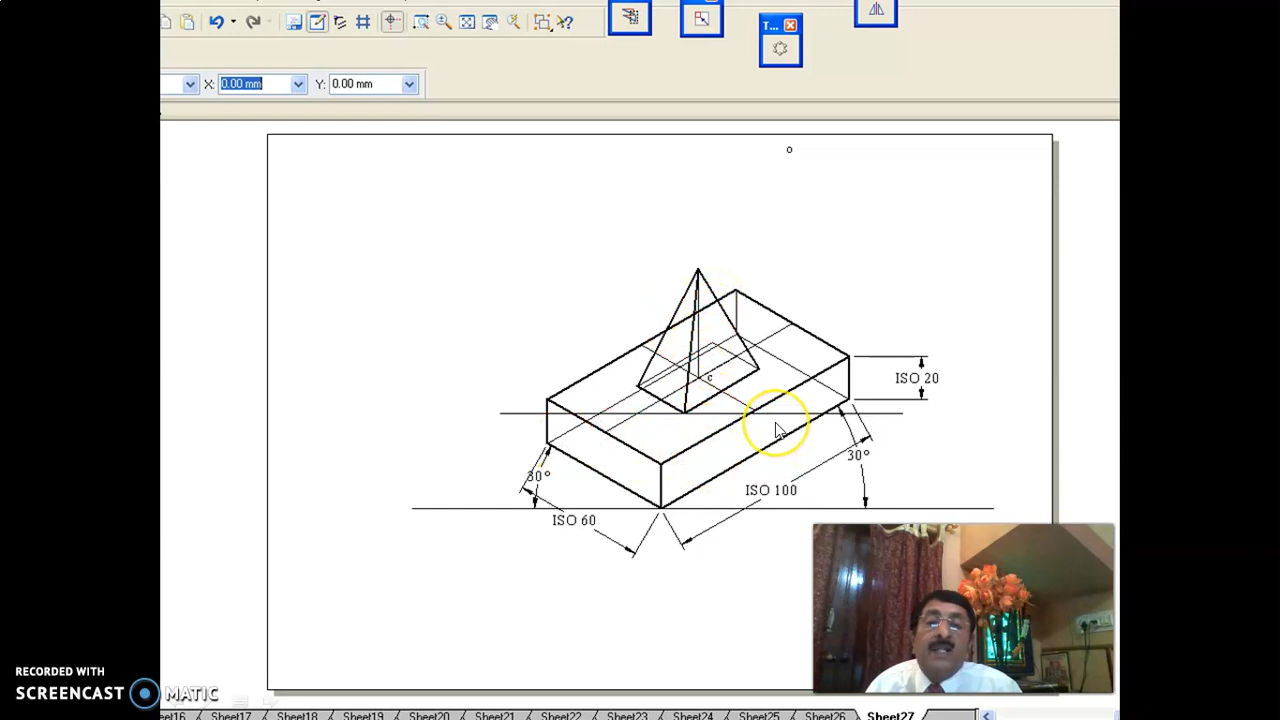 T...
X: 0.00 mm Y: 0.00 mm
o
c
ISO 20
30°
30°
ISO 100
ISO 60
RECORDED WITH
SCREENCAST MATIC
Sheet17 Sheet18 Sheet19 Sheet20 Sheet21 Sheet22 Sheet23 Sheet24 Sheet25 Sheet26 Sheet27